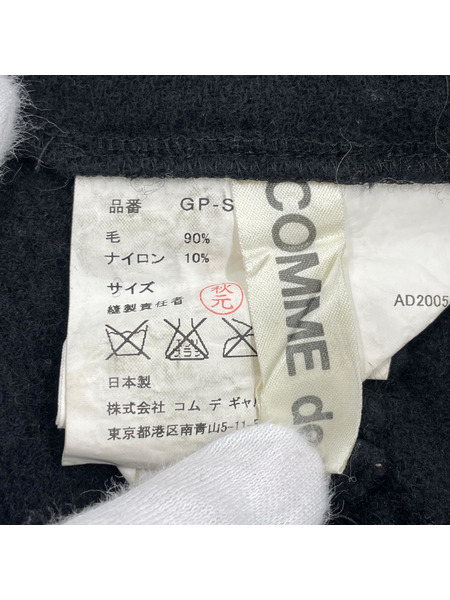 品番 GP-S
毛 90%
ナイロン 10%
サイズ
縫製責任者
秋元
日本製
株式会社 コム デ ギャル
東京都港区南青山5-11-5
COMME de
AD2005